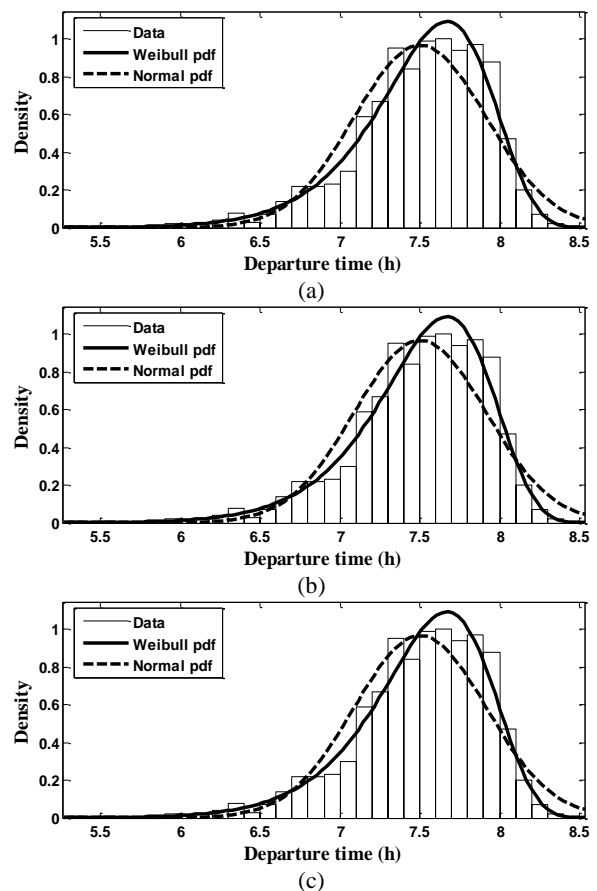 Data
Weibull pdf
Normal pdf
Density
1
0.8
0.6
0.4
0.2
0
5.5 6 6.5 7 7.5 8 8.5
Departure time (h)
(a)
Data
Weibull pdf
Normal pdf
Density
1
0.8
0.6
0.4
0.2
0
5.5 6 6.5 7 7.5 8 8.5
Departure time (h)
(b)
Data
Weibull pdf
Normal pdf
Density
1
0.8
0.6
0.4
0.2
0
5.5 6 6.5 7 7.5 8 8.5
Departure time (h)
(c)